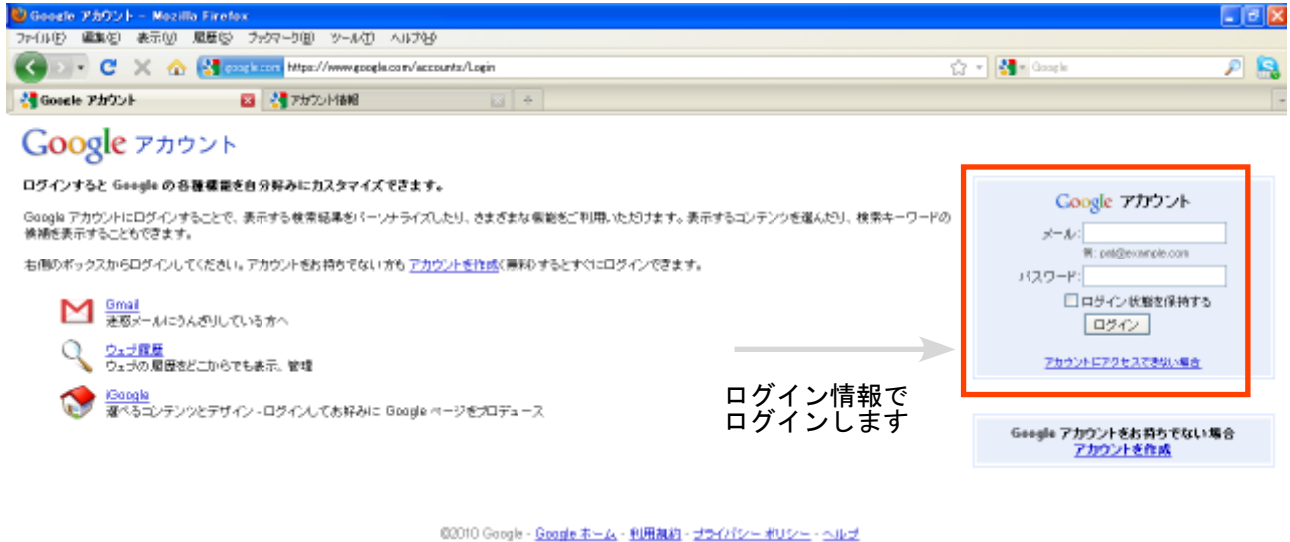 Google アカウント - Mozilla Firefox
ファイル(F) 編集(E) 表示(V) 履歴(S) ブックマーク(B) ツール(T) ヘルプ(H)
google.com https://www.google.com/accounts/Login
Google
Google アカウント
アカウント情報
Google アカウント
ログインすると Google の各種機能を自分好みにカスタマイズできます。
Google アカウントにログインすることで、表示する検索結果をパーソナライズしたり、さまざまな機能をご利用いただけます。表示するコンテンツを選んだり、検索キーワードの
候補を表示することもできます。
右側のボックスからログインしてください。アカウントをお持ちでない方も アカウントを作成(無料)するとすぐにログインできます。
Gmail
迷惑メールにうんざりしている方へ
ウェブ履歴
ウェブの履歴をどこからでも表示、管理
iGoogle
選べるコンテンツとデザイン - ログインしてお好みに Google ページをプロデュース
ログイン情報で
ログインします
Google アカウント
メール:
例: pat@example.com
パスワード:
ログイン状態を保持する
ログイン
アカウントにアクセスできない場合
Google アカウントをお持ちでない場合
アカウントを作成
©2010 Google - Google ホーム - 利用規約 - プライバシー ポリシー - ヘルプ